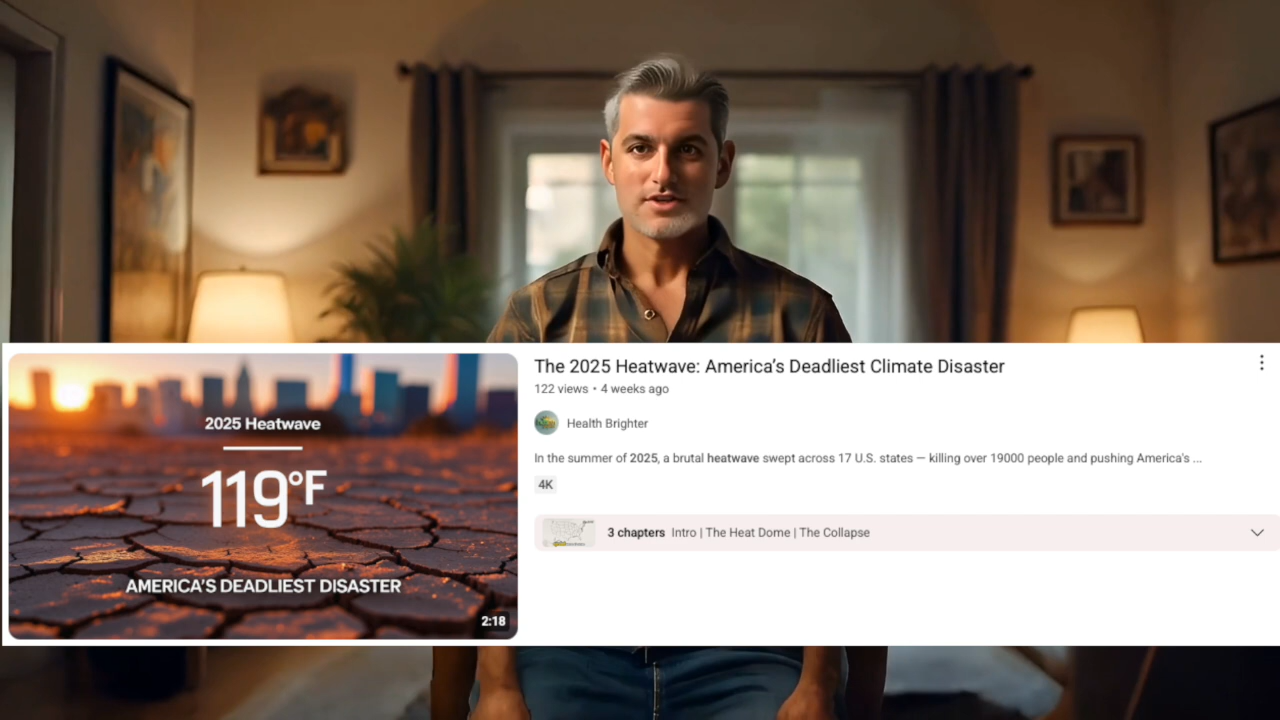 2025 Heatwave
119°F
AMERICA'S DEADLIEST DISASTER
2:18
The 2025 Heatwave: America’s Deadliest Climate Disaster
122 views • 4 weeks ago
Health Brighter
In the summer of 2025, a brutal heatwave swept across 17 U.S. states — killing over 19000 people and pushing America's ...
4K
3 chapters Intro | The Heat Dome | The Collapse